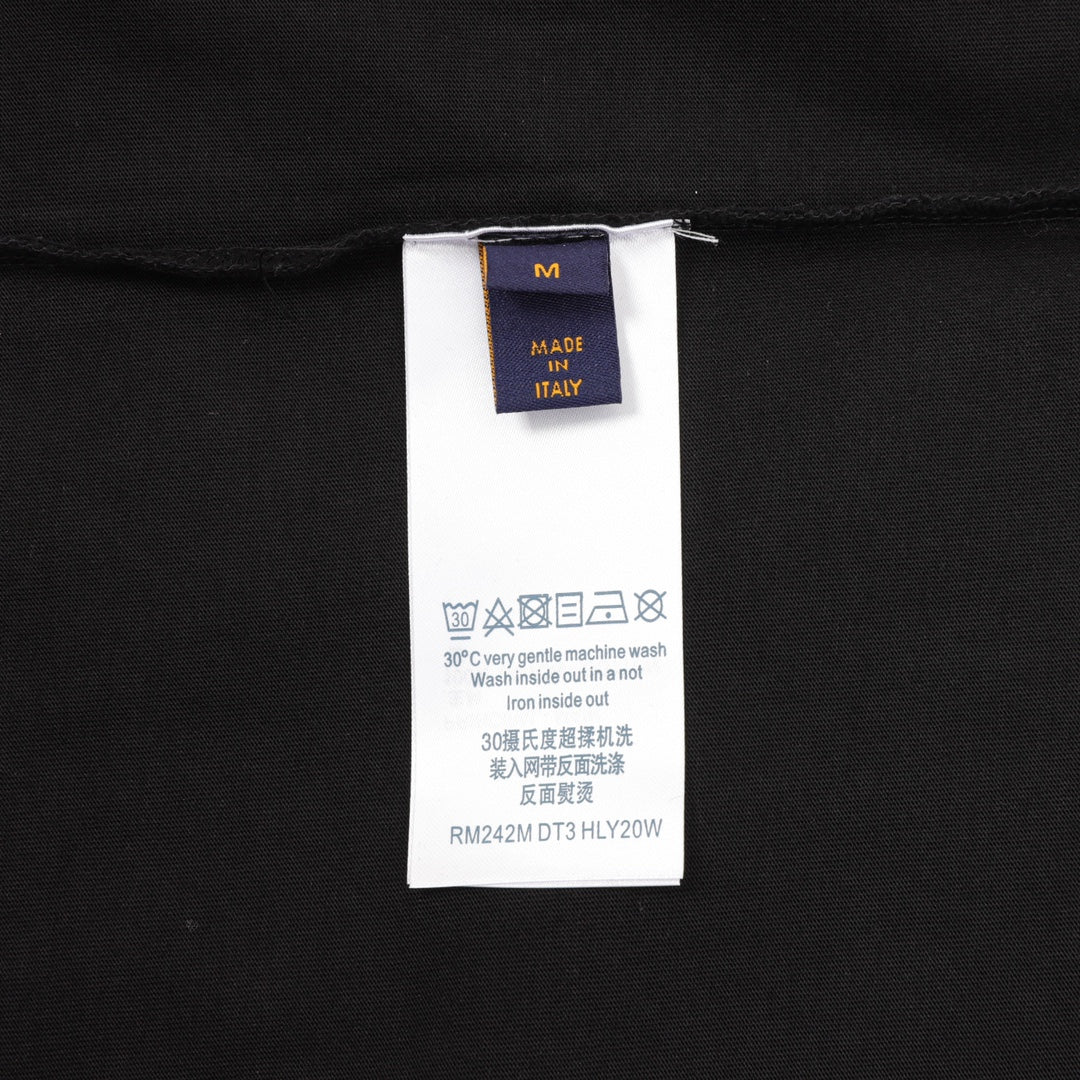 M
MADE
IN
ITALY
30
30°C very gentle machine wash
Wash inside out in a not
Iron inside out
30摄氏度超揉机洗
装入网带反面洗涤
反面熨烫
RM242M DT3 HLY20W